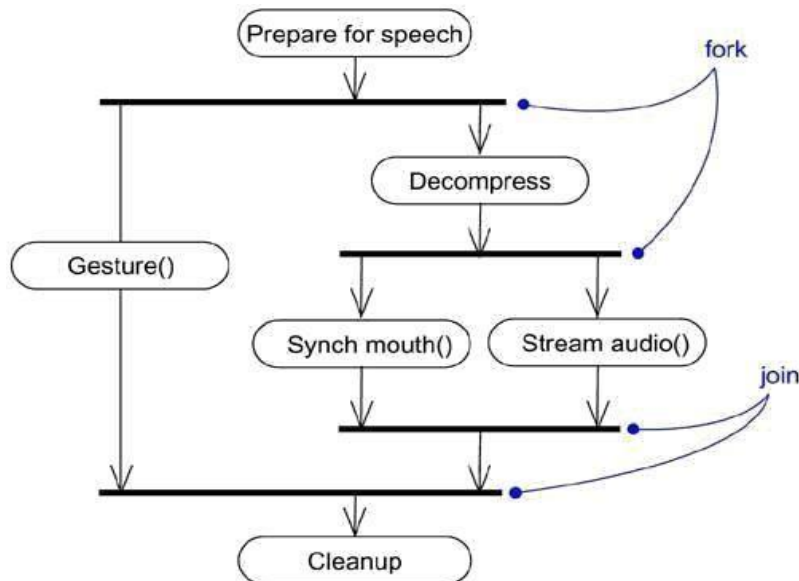 Prepare for speech
fork
Decompress
Gesture()
Synch mouth()
Stream audio()
join
Cleanup